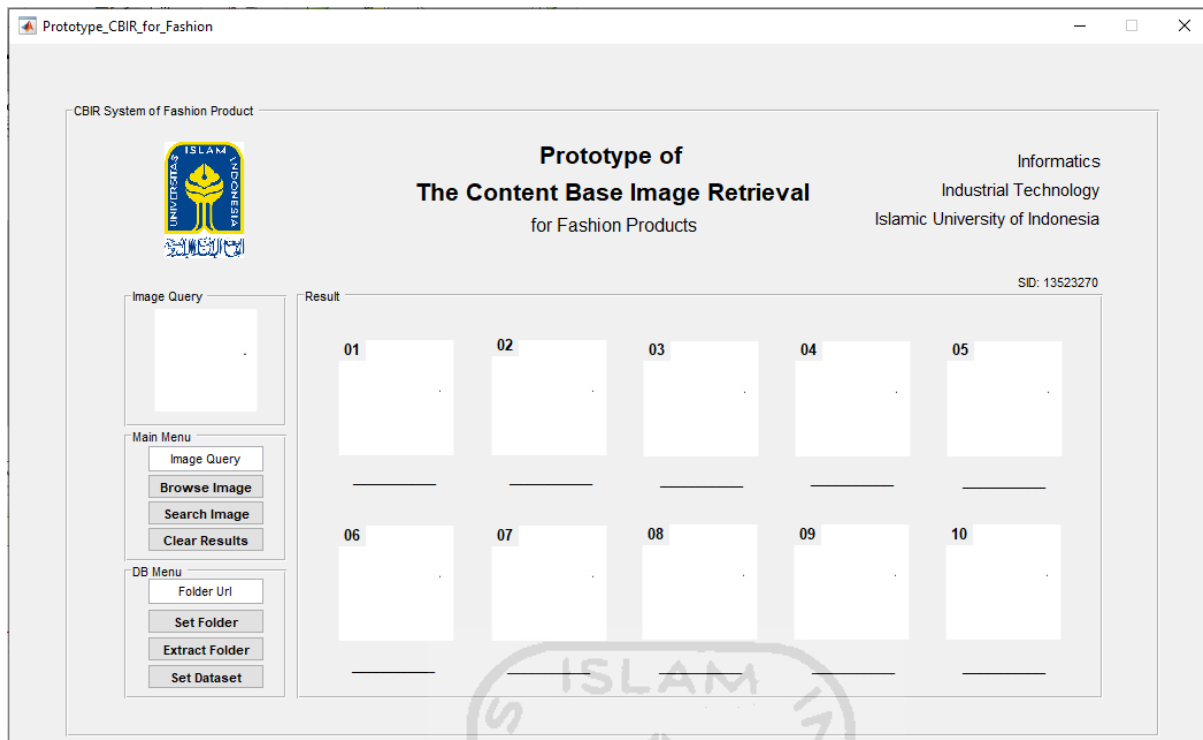 Prototype_CBIR_for_Fashion
CBIR System of Fashion Product
UNIVERSITAS ISLAM INDONESIA
Prototype of
The Content Base Image Retrieval
for Fashion Products
Informatics
Industrial Technology
Islamic University of Indonesia
SID: 13523270
Image Query
Main Menu
Image Query
Browse Image
Search Image
Clear Results
DB Menu
Folder Url
Set Folder
Extract Folder
Set Dataset
Result
01 02 03 04 05
06 07 08 09 10
S ISLAM IN